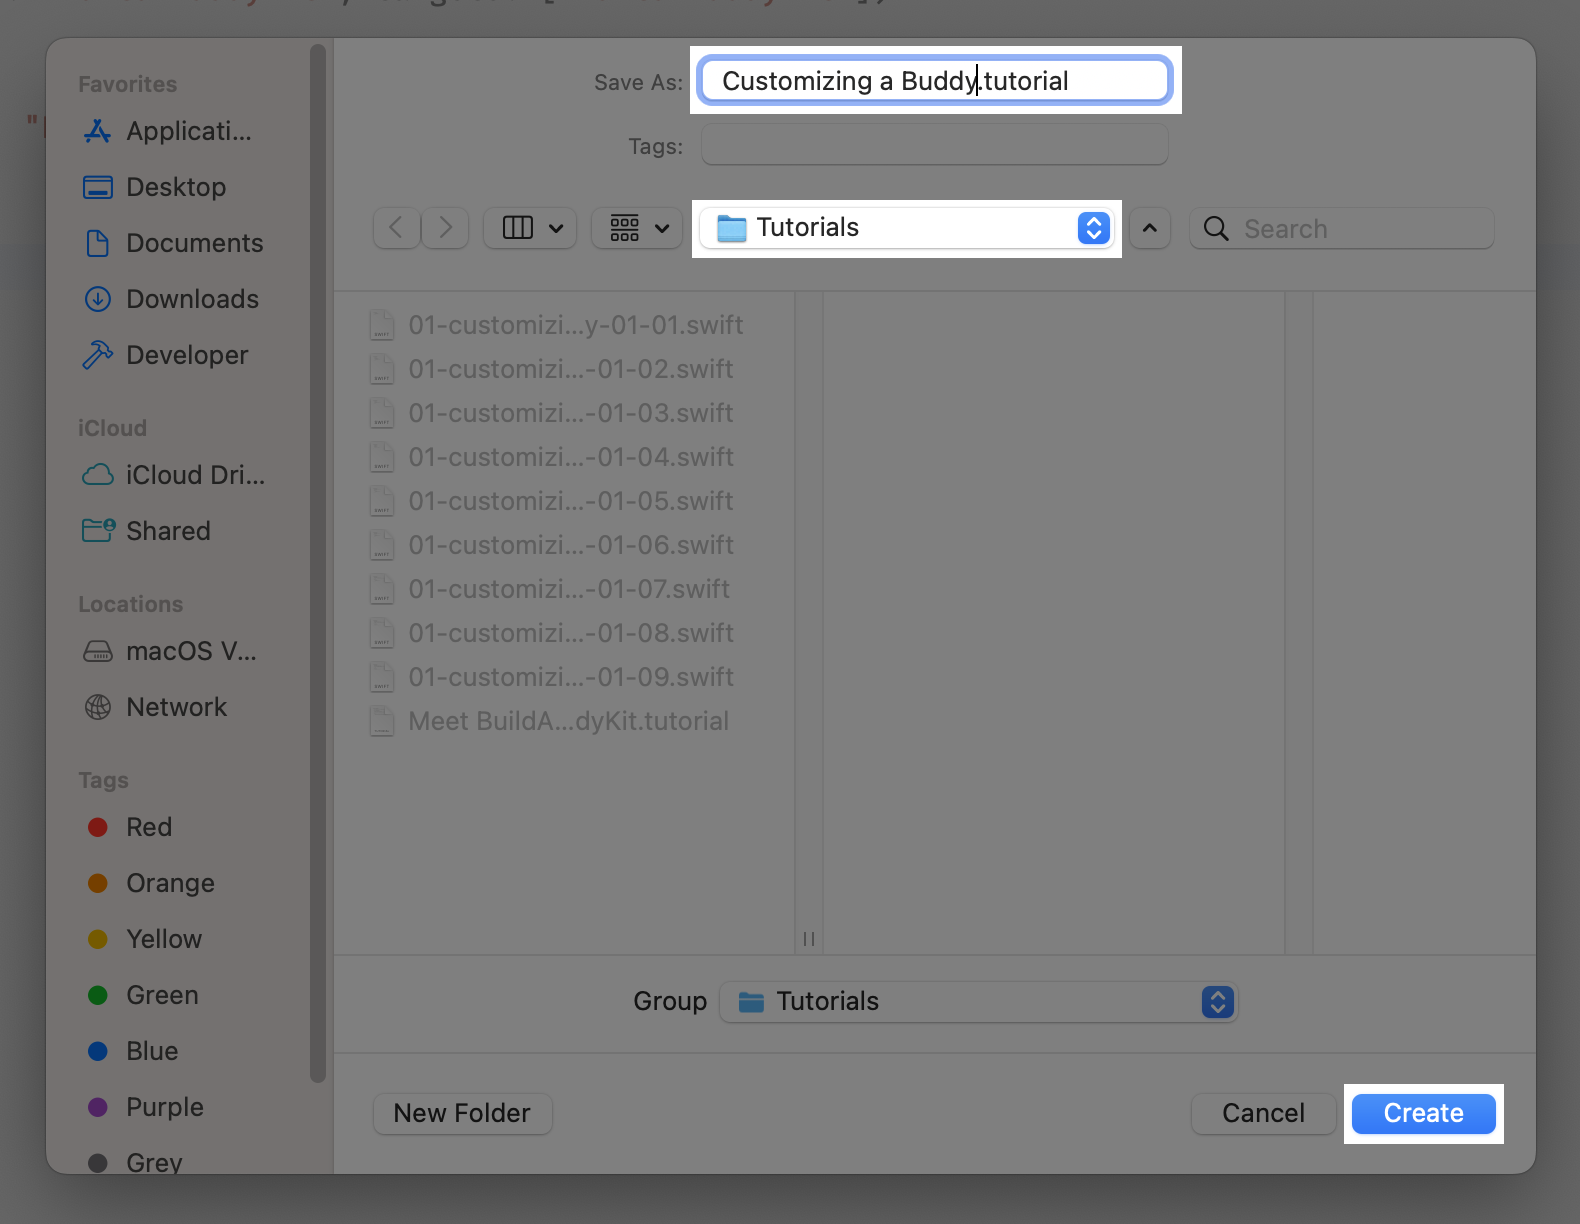 Save As: Customizing a Buddy.tutorial
Tags:
Tutorials
Search
Favorites
Applicati...
Desktop
Documents
Downloads
Developer
iCloud
iCloud Dri...
Shared
Locations
macOS V...
Network
Tags
Red
Orange
Yellow
Green
Blue
Purple
Grey
01-customizi...y-01-01.swift
01-customizi...-01-02.swift
01-customizi...-01-03.swift
01-customizi...-01-04.swift
01-customizi...-01-05.swift
01-customizi...-01-06.swift
01-customizi...-01-07.swift
01-customizi...-01-08.swift
01-customizi...-01-09.swift
Meet BuildA...dyKit.tutorial
Group Tutorials
New Folder
Cancel
Create